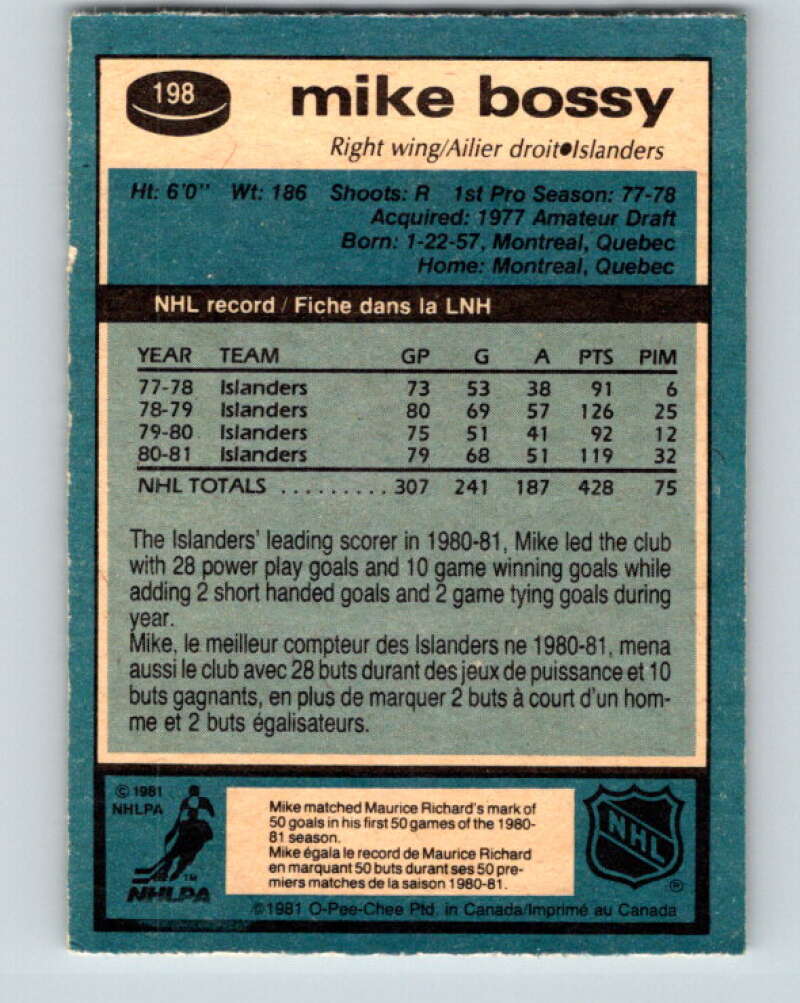 198
mike bossy
Right wing/Ailier droit●Islanders
Ht: 6'0" Wt: 186 Shoots: R 1st Pro Season: 77-78
Acquired: 1977 Amateur Draft
Born: 1-22-57, Montreal, Quebec
Home: Montreal, Quebec
NHL record / Fiche dans la LNH
YEAR TEAM GP G A PTS PIM
77-78 Islanders 73 53 38 91 6
78-79 Islanders 80 69 57 126 25
79-80 Islanders 75 51 41 92 12
80-81 Islanders 79 68 51 119 32
NHL TOTALS ......... 307 241 187 428 75
The Islanders' leading scorer in 1980-81, Mike led the club
with 28 power play goals and 10 game winning goals while
adding 2 short handed goals and 2 game tying goals during
year.
Mike, le meilleur compteur des Islanders ne 1980-81, mena
aussi le club avec 28 buts durant des jeux de puissance et 10
buts gagnants, en plus de marquer 2 buts à court d'un hom-
me et 2 buts égalisateurs.
© 1981
NHLPA
TM
NHLPA
Mike matched Maurice Richard's mark of
50 goals in his first 50 games of the 1980-
81 season.
Mike égala le record de Maurice Richard
en marquant 50 buts durant ses 50 pre-
miers matches de la saison 1980-81.
NHL
®
©1981 O-Pee-Chee Ptd. in Canada/Imprimé au Canada